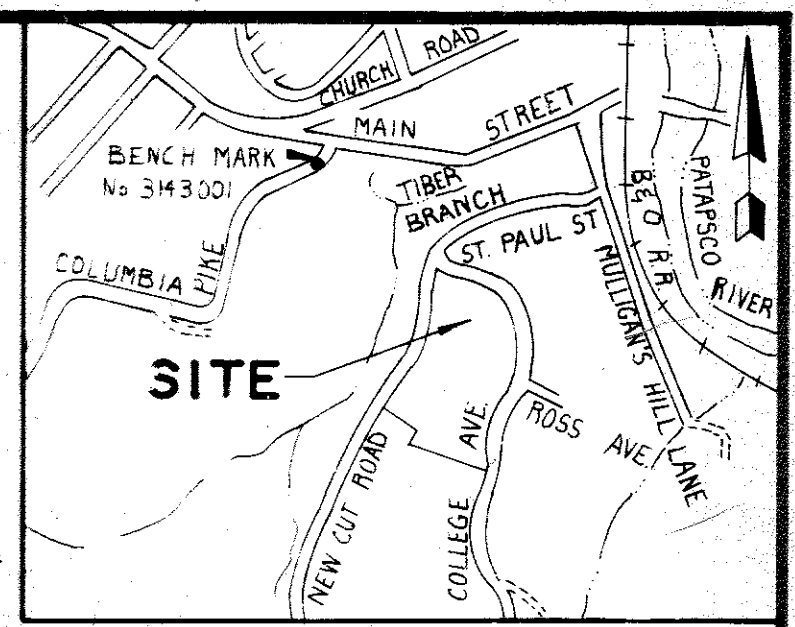 CHURCH ROAD
MAIN STREET
BENCH MARK
No 3143001
TIBER
BRANCH
ST. PAUL ST
B&O R.R.
PATAPSCO
RIVER
COLUMBIA PIKE
MULLIGAN'S HILL LANE
SITE
ROSS AVE.
NEW CUT ROAD
COLLEGE AVE.